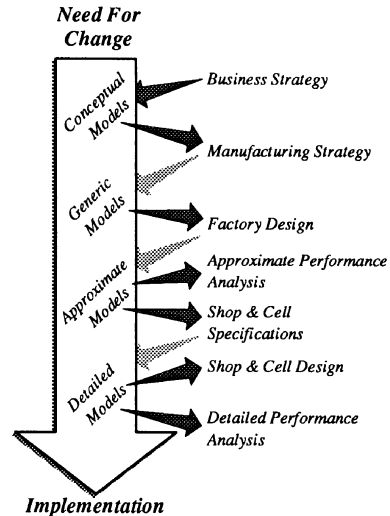 Need For
Change
Conceptual
Models
Business Strategy
Manufacturing Strategy
Generic
Models
Factory Design
Approximate
Models
Approximate Performance
Analysis
Shop & Cell
Specifications
Detailed
Models
Shop & Cell Design
Detailed Performance
Analysis
Implementation